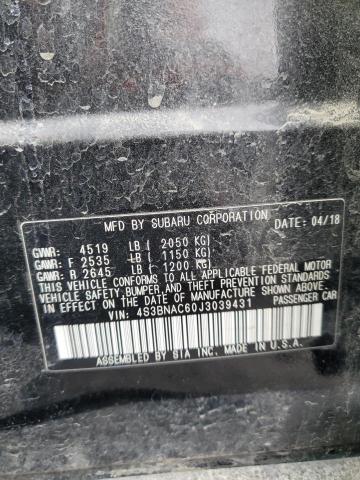 MFD BY SUBARU CORPORATION DATE: 04/18
GVWR: 4519 LB ( 2050 KG)
GAWR: F 2535 LB ( 1150 KG)
GAWR: R 2645 LB ( 1200 KG)
THIS VEHICLE CONFORMS TO ALL APPLICABLE FEDERAL MOTOR
VEHICLE SAFETY, BUMPER, AND THEFT PREVENTION STANDARDS
IN EFFECT ON THE DATE OF MANUFACTURE SHOWN ABOVE.
VIN: 4S3BNAC60J3039431 PASSENGER CAR
ASSEMBLED BY SIA INC, MADE IN U.S.A.